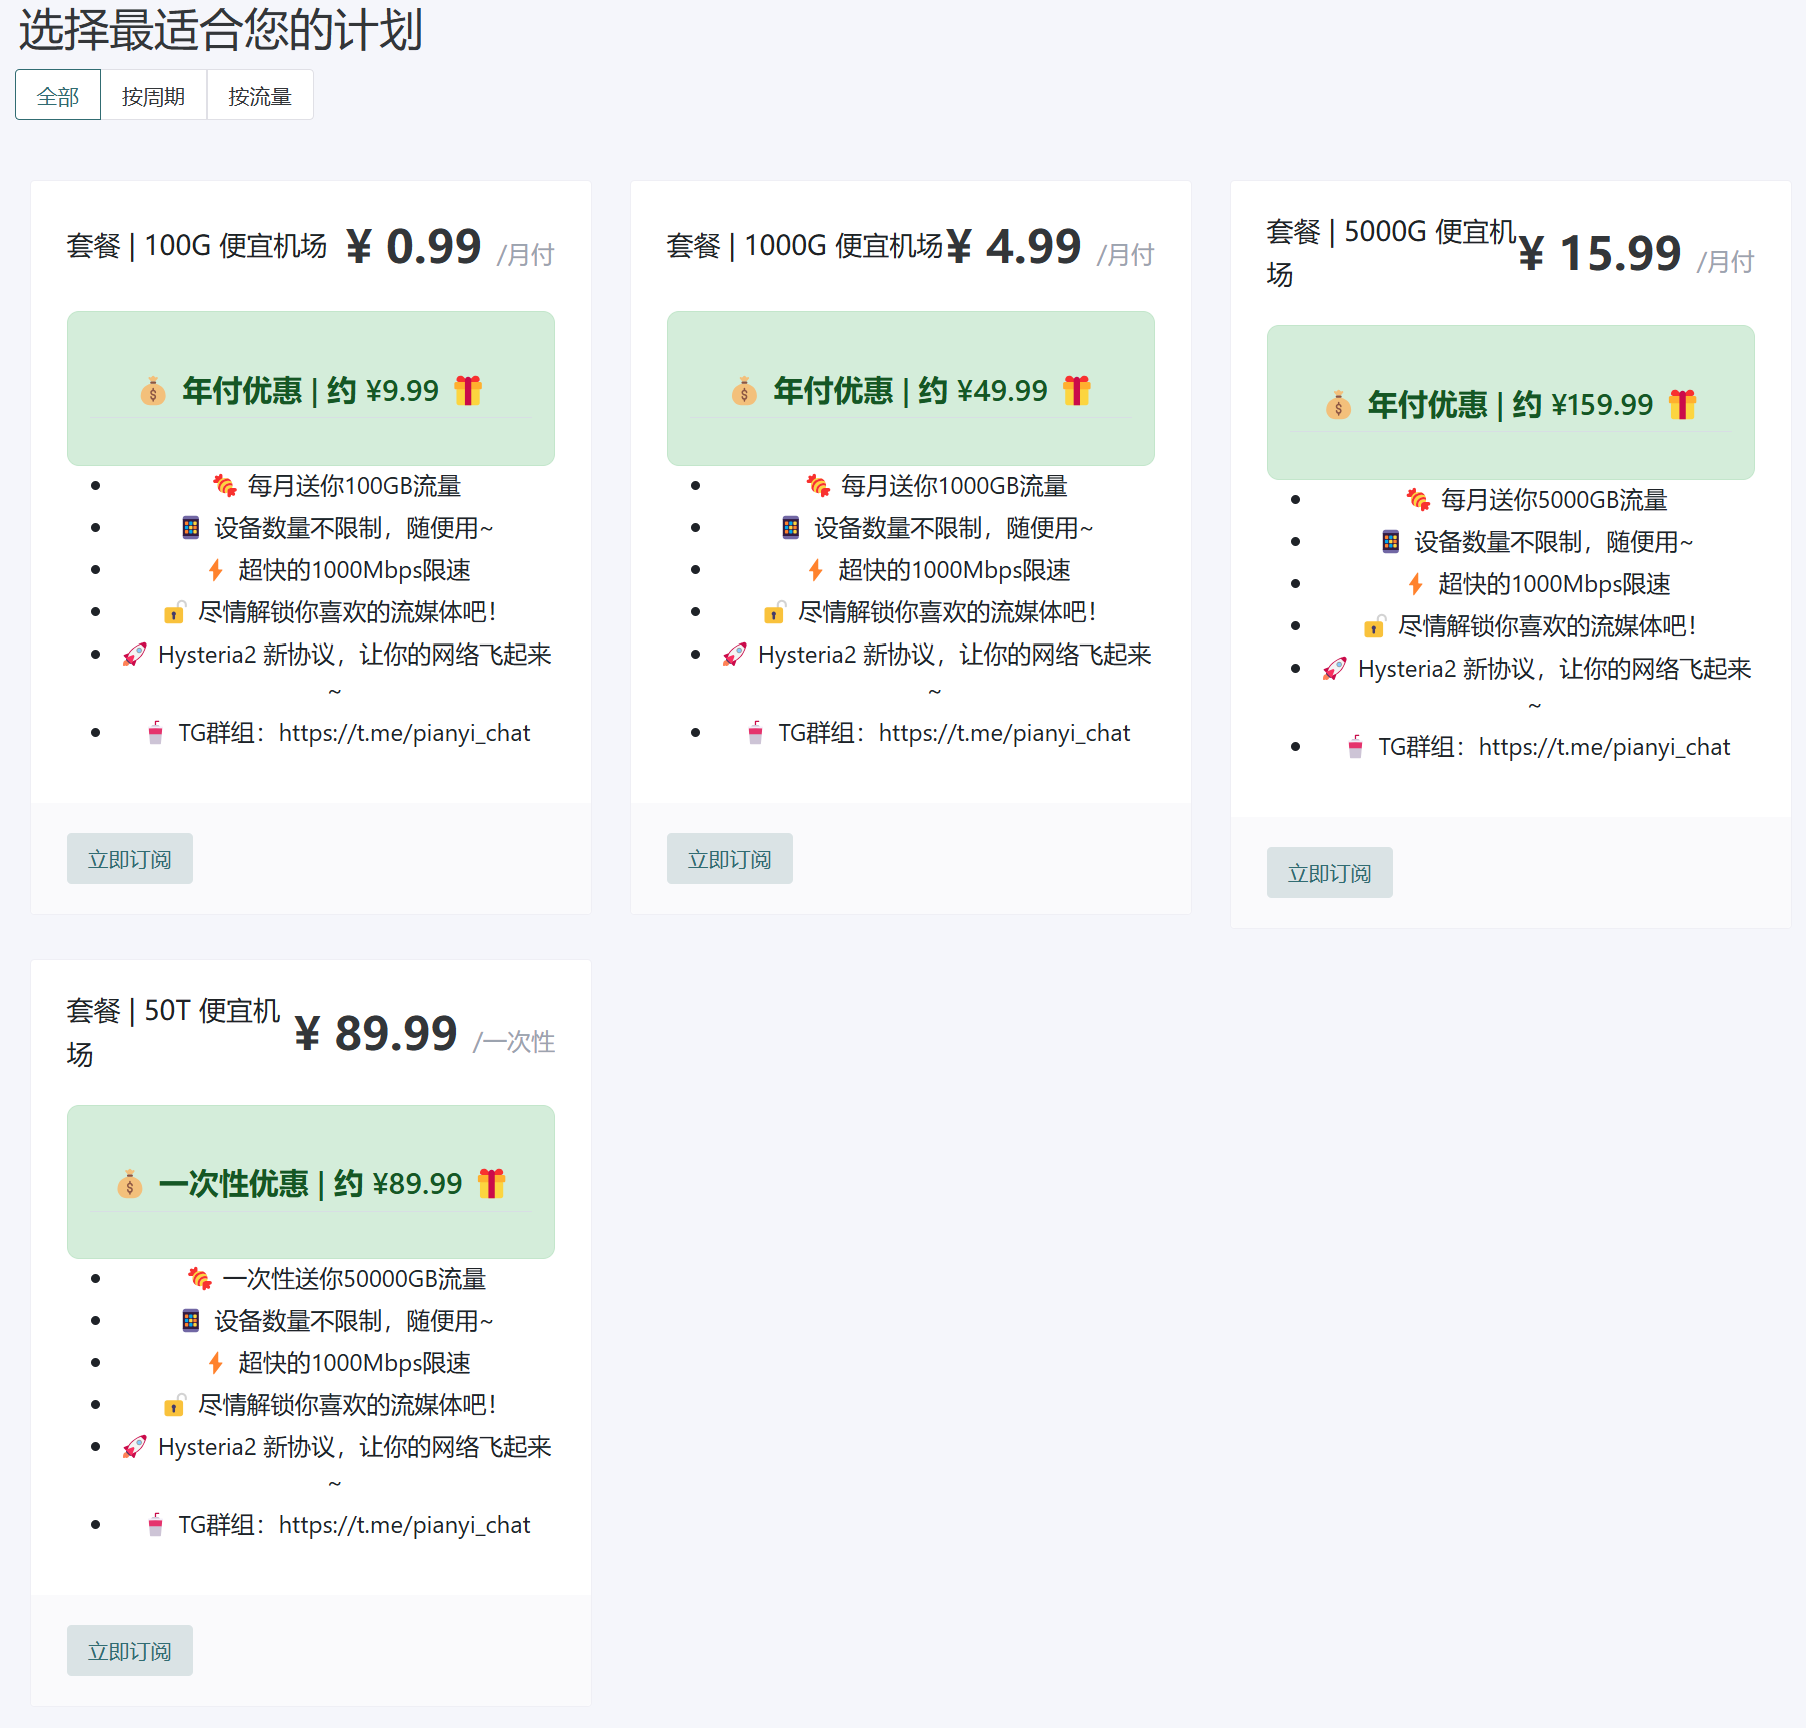 选择最适合您的计划
全部 按周期 按流量
套餐 | 100G 便宜机场 ¥ 0.99 /月付
💰 年付优惠 | 约 ¥9.99 🎁
🍬 每月送你100GB流量
📱 设备数量不限制，随便用~
⚡ 超快的1000Mbps限速
🔓 尽情解锁你喜欢的流媒体吧！
🚀 Hysteria2 新协议，让你的网络飞起来
~
🥤 TG群组：https://t.me/pianyi_chat
立即订阅
套餐 | 1000G 便宜机场 ¥ 4.99 /月付
💰 年付优惠 | 约 ¥49.99 🎁
🍬 每月送你1000GB流量
📱 设备数量不限制，随便用~
⚡ 超快的1000Mbps限速
🔓 尽情解锁你喜欢的流媒体吧！
🚀 Hysteria2 新协议，让你的网络飞起来
~
🥤 TG群组：https://t.me/pianyi_chat
立即订阅
套餐 | 5000G 便宜机
场
¥ 15.99 /月付
💰 年付优惠 | 约 ¥159.99 🎁
🍬 每月送你5000GB流量
📱 设备数量不限制，随便用~
⚡ 超快的1000Mbps限速
🔓 尽情解锁你喜欢的流媒体吧！
🚀 Hysteria2 新协议，让你的网络飞起来
~
🥤 TG群组：https://t.me/pianyi_chat
立即订阅
套餐 | 50T 便宜机
场
¥ 89.99 /一次性
💰 一次性优惠 | 约 ¥89.99 🎁
🍬 一次性送你50000GB流量
📱 设备数量不限制，随便用~
⚡ 超快的1000Mbps限速
🔓 尽情解锁你喜欢的流媒体吧！
🚀 Hysteria2 新协议，让你的网络飞起来
~
🥤 TG群组：https://t.me/pianyi_chat
立即订阅